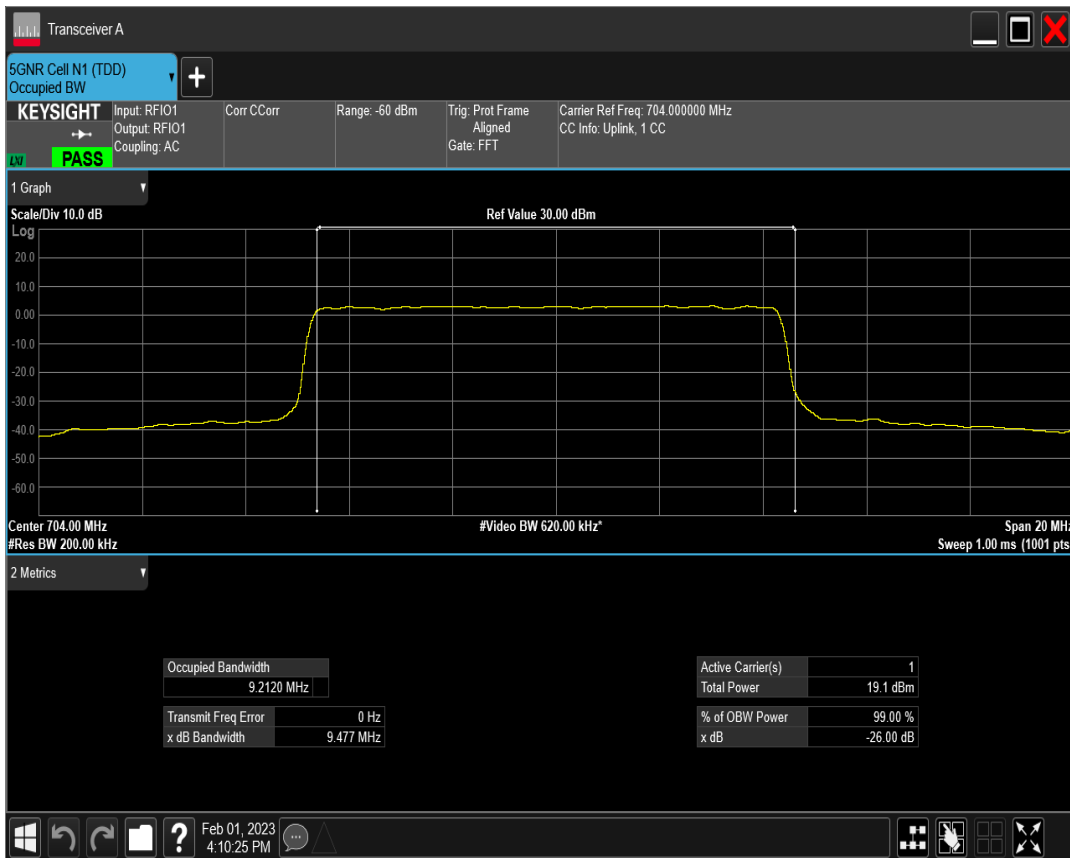 Transceiver A
5GNR Cell N1 (TDD)
Occupied BW
+
KEYSIGHT
LXI
PASS
Input: RFIO1
Output: RFIO1
Coupling: AC
Corr CCorr
Range: -60 dBm
Trig: Prot Frame
Aligned
Gate: FFT
Carrier Ref Freq: 704.000000 MHz
CC Info: Uplink, 1 CC
1 Graph
Scale/Div 10.0 dB
Ref Value 30.00 dBm
Log
20.0
10.0
0.00
-10.0
-20.0
-30.0
-40.0
-50.0
-60.0
Center 704.00 MHz
#Video BW 620.00 kHz*
Span 20 MHz
#Res BW 200.00 kHz
Sweep 1.00 ms (1001 pts
2 Metrics
Occupied Bandwidth
9.2120 MHz
Transmit Freq Error 0 Hz
x dB Bandwidth 9.477 MHz
Active Carrier(s) 1
Total Power 19.1 dBm
% of OBW Power 99.00 %
x dB -26.00 dB
?
Feb 01, 2023
4:10:25 PM